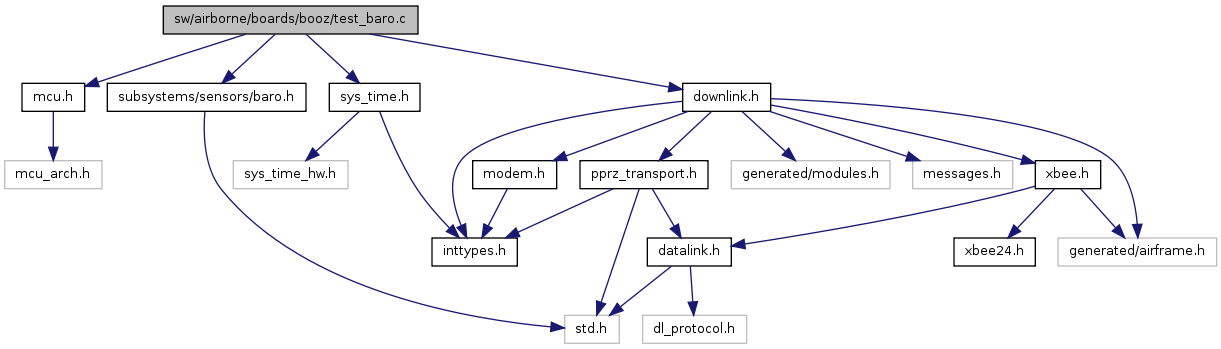 sw/airborne/boards/booz/test_baro.c
mcu.h
subsystems/sensors/baro.h
sys_time.h
downlink.h
mcu_arch.h
sys_time_hw.h
modem.h
pprz_transport.h
generated/modules.h
messages.h
xbee.h
inttypes.h
datalink.h
xbee24.h
generated/airframe.h
std.h
dl_protocol.h